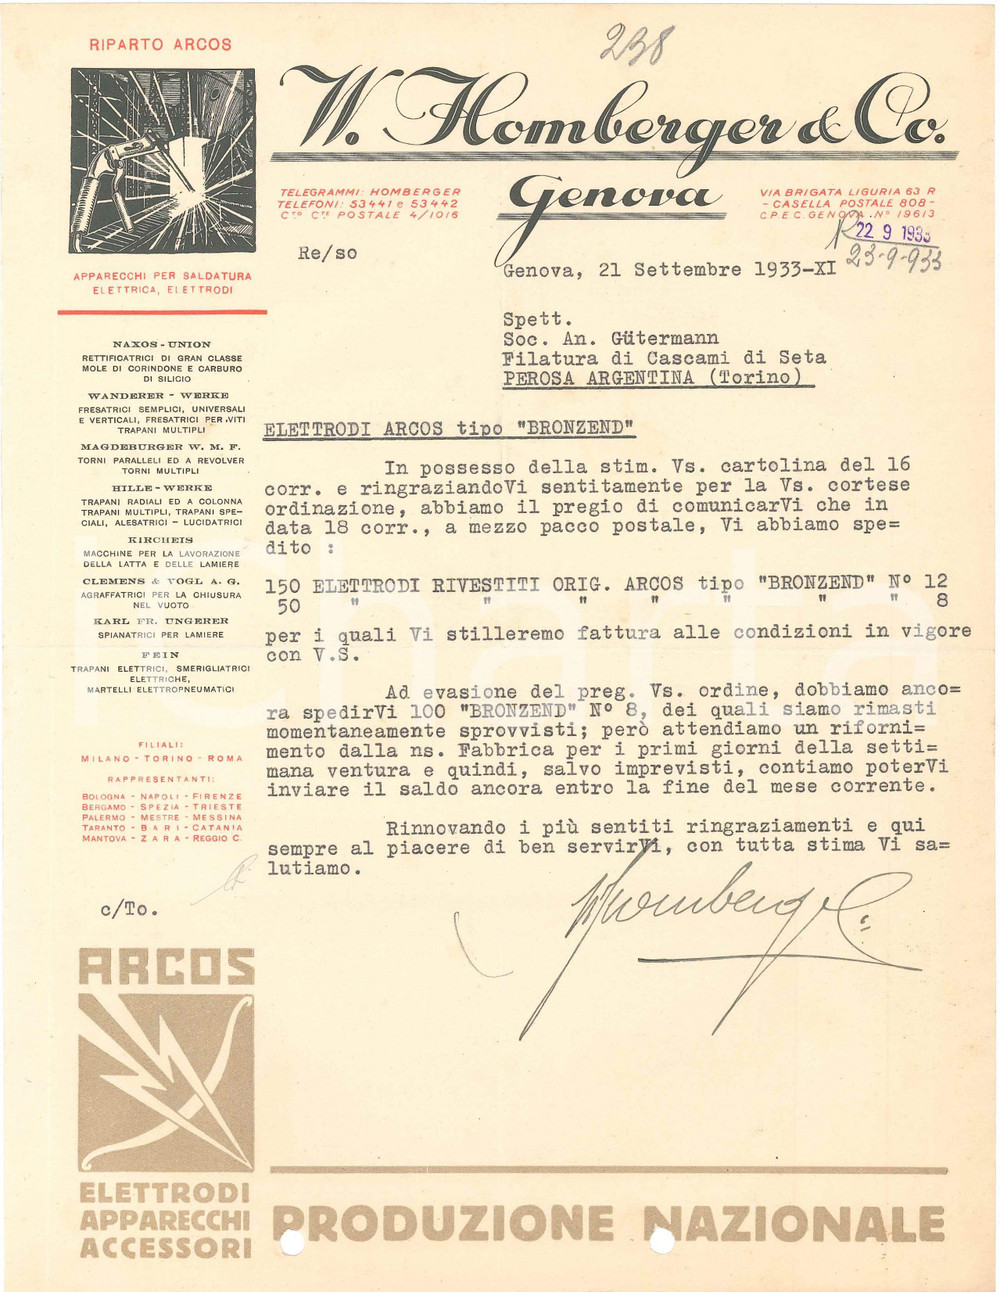 238
RIPARTO ARCOS
W. Homberger & Co.
Genova
TELEGRAMMI: HOMBERGER
TELEFONI: 53441 e 53442
Cᵀᴼ Cᵀᴱ POSTALE 4/1016
VIA BRIGATA LIGURIA 63 R
- CASELLA POSTALE 808 -
C.P.E.C. GENOVA N° 19613
R 22 9 1933
23-9-933
Re/so
Genova, 21 Settembre 1933-XI
APPARECCHI PER SALDATURA
ELETTRICA, ELETTRODI
NAXOS - UNION
RETTIFICATRICI DI GRAN CLASSE
MOLE DI CORINDONE E CARBURO
DI SILICIO
WANDERER - WERKE
FRESATRICI SEMPLICI, UNIVERSALI
E VERTICALI, FRESATRICI PER VITI
TRAPANI MULTIPLI
MAGDEBURGER W. M. F.
TORNI PARALLELI ED A REVOLVER
TORNI MULTIPLI
HILLE - WERKE
TRAPANI RADIALI ED A COLONNA
TRAPANI MULTIPLI, TRAPANI SPE-
CIALI, ALESATRICI - LUCIDATRICI
KIRCHEIS
MACCHINE PER LA LAVORAZIONE
DELLA LATTA E DELLE LAMIERE
CLEMENS & VOGL A. G.
AGRAFFATRICI PER LA CHIUSURA
NEL VUOTO
KARL FR. UNGERER
SPIANATRICI PER LAMIERE
FEIN
TRAPANI ELETTRICI, SMERIGLIATRICI
ELETTRICHE,
MARTELLI ELETTROPNEUMATICI
FILIALI:
MILANO - TORINO - ROMA
RAPPRESENTANTI:
BOLOGNA - NAPOLI - FIRENZE
BERGAMO - SPEZIA - TRIESTE
PALERMO - MESTRE - MESSINA
TARANTO - BARI - CATANIA
MANTOVA - ZARA - REGGIO C.
Spett.
Soc. An. Gütermann
Filatura di Cascami di Seta
PEROSA ARGENTINA (Torino)
ELETTRODI ARCOS tipo "BRONZEND"
In possesso della stim. Vs. cartolina del 16
corr. e ringraziandoVi sentitamente per la Vs. cortese
ordinazione, abbiamo il pregio di comunicarVi che in
data 18 corr., a mezzo pacco postale, Vi abbiamo spe=
dito :
150 ELETTRODI RIVESTITI ORIG. ARCOS tipo "BRONZEND" N° 12
50 " " " " " " " 8
per i quali Vi stilleremo fattura alle condizioni in vigore
con V.S.
Ad evasione del preg. Vs. ordine, dobbiamo anco=
ra spedirVi 100 "BRONZEND" N° 8, dei quali siamo rimasti
momentaneamente sprovvisti; però attendiamo un riforni=
mento dalla ns. Fabbrica per i primi giorni della setti=
mana ventura e quindi, salvo imprevisti, contiamo poterVi
inviare il saldo ancora entro la fine del mese corrente.
Rinnovando i più sentiti ringraziamenti e qui
sempre al piacere di ben servirVi, con tutta stima Vi sa=
lutiamo.
c/To.
WHomberger C.
ARCOS
ELETTRODI
APPARECCHI
ACCESSORI
PRODUZIONE NAZIONALE